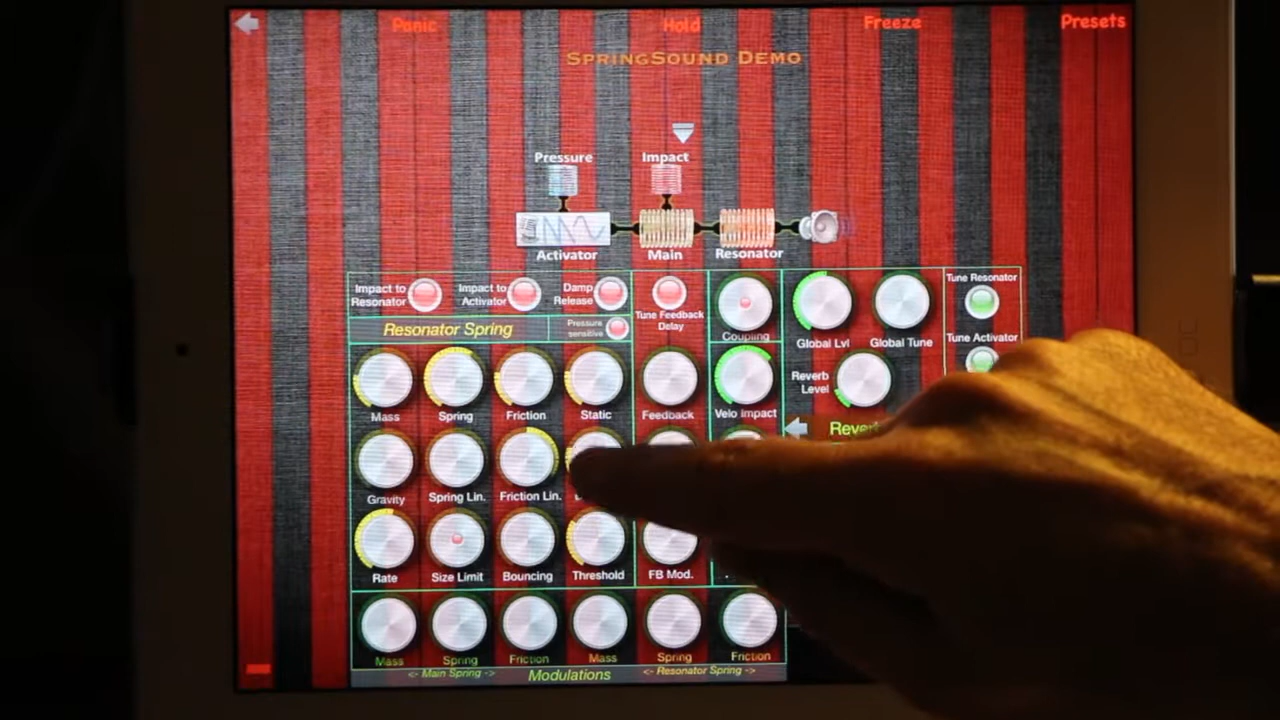 Panic Hold Freeze Presets
SpringSound Demo
Pressure Impact
Activator Main Resonator
Impact to Resonator
Impact to Activator
Damp Release
Tune Feedback Delay
Coupling
Global Lvl
Global Tune
Tune Resonator
Tune Activator
Resonator Spring
Pressure sensitive
Reverb Level
Mass Spring Friction Static Feedback Velo Impact
Gravity Spring Lin. Friction Lin.
Rate Size Limit Bouncing Threshold FB Mod.
Mass Spring Friction Mass Spring Friction
<- Main Spring -> Modulations <- Resonator Spring ->